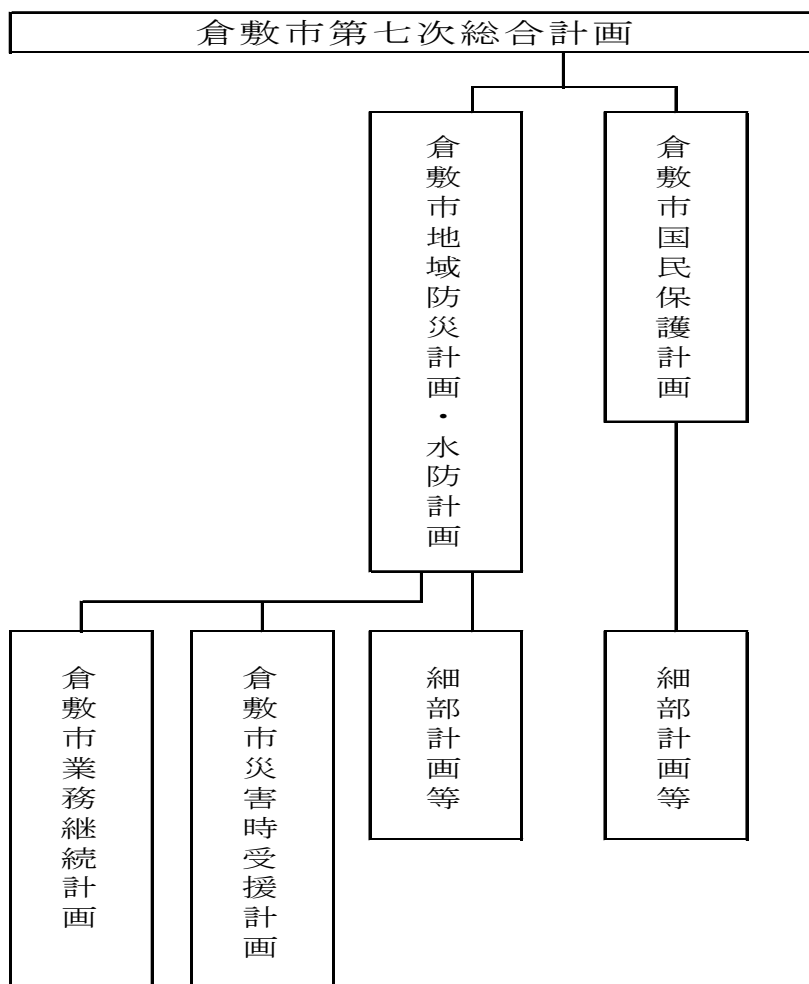 倉敷市第七次総合計画
倉敷市地域防災計画・水防計画
倉敷市国民保護計画
倉敷市業務継続計画
倉敷市災害時受援計画
細部計画等
細部計画等